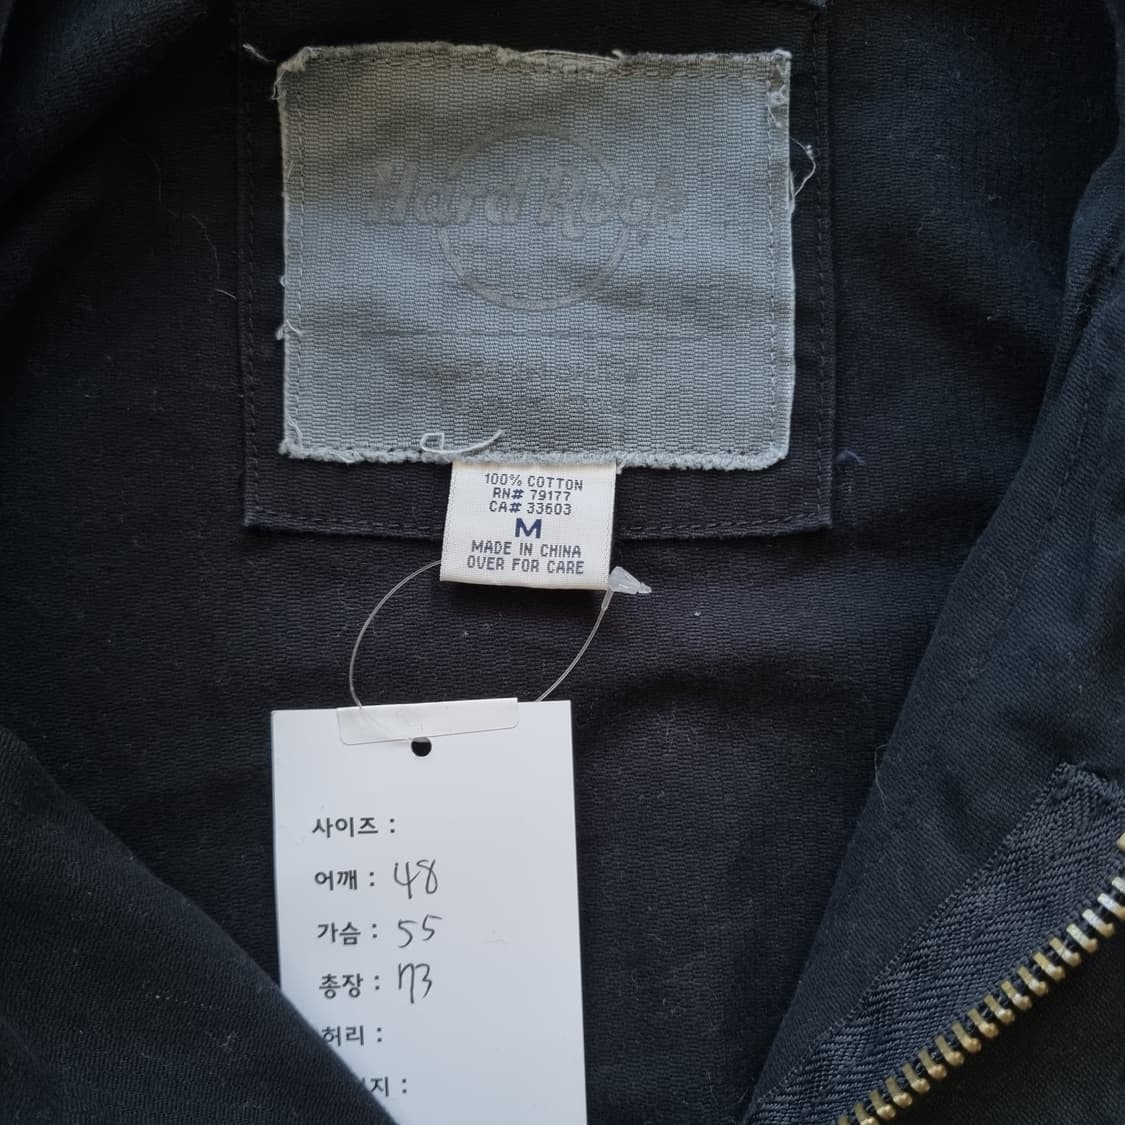 Hard Rock
100% COTTON
RN# 79177
CA# 33603
M
MADE IN CHINA
OVER FOR CARE
사이즈 :
어깨 : 48
가슴 : 55
총장 : 73
허리 :
지 :